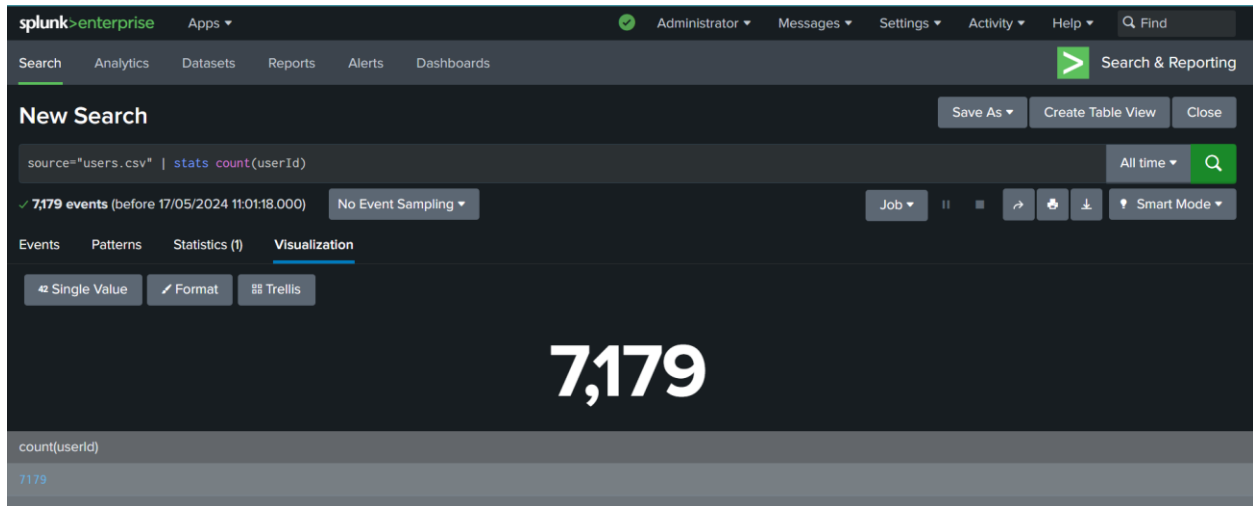 splunk>enterprise Apps Administrator Messages Settings Activity Help Find
Search Analytics Datasets Reports Alerts Dashboards Search & Reporting
New Search Save As Create Table View Close
source="users.csv" | stats count(userId) All time
7,179 events (before 17/05/2024 11:01:18.000) No Event Sampling Job Smart Mode
Events Patterns Statistics (1) Visualization
42 Single Value Format Trellis
7,179
count(userId)
7179